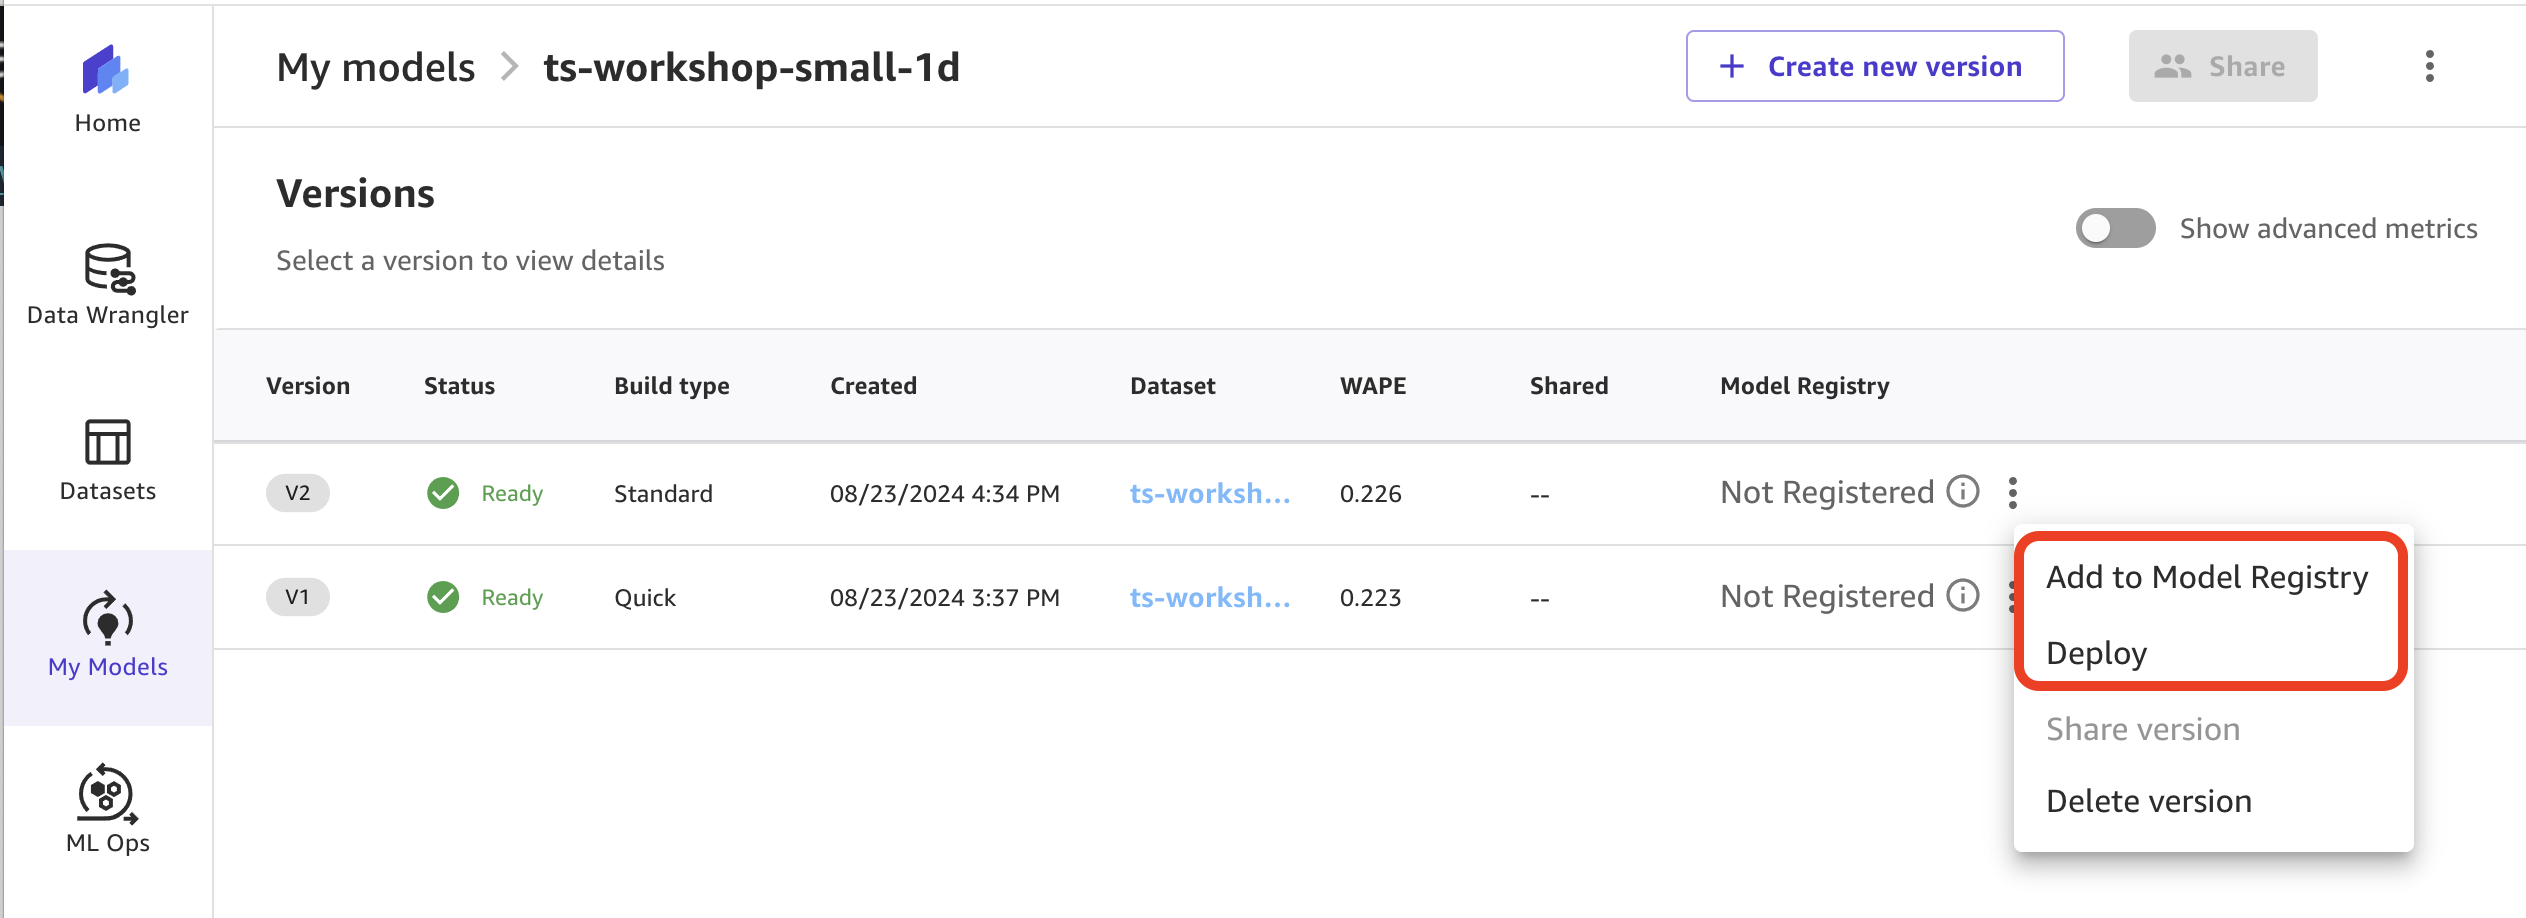 Home
Data Wrangler
Datasets
My Models
ML Ops
My models > ts-workshop-small-1d
+ Create new version
Share
Versions
Select a version to view details
Show advanced metrics
Version Status Build type Created Dataset WAPE Shared Model Registry
V2 Ready Standard 08/23/2024 4:34 PM ts-worksh... 0.226 -- Not Registered
V1 Ready Quick 08/23/2024 3:37 PM ts-worksh... 0.223 -- Not Registered
Add to Model Registry
Deploy
Share version
Delete version